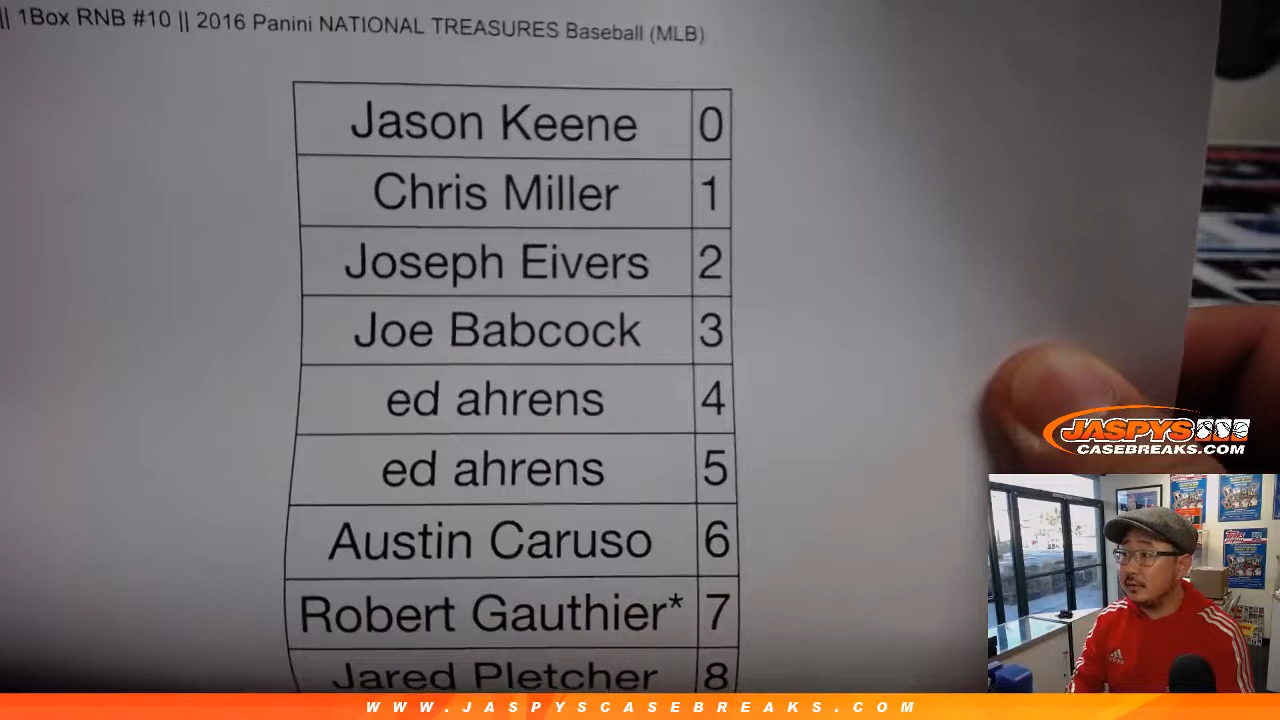 || 1Box RNB #10 || 2016 Panini NATIONAL TREASURES Baseball (MLB)
Jason Keene 0
Chris Miller 1
Joseph Eivers 2
Joe Babcock 3
ed ahrens 4
ed ahrens 5
Austin Caruso 6
Robert Gauthier* 7
Jared Pletcher 8
JASPYS
CASEBREAKS.COM
WWW.JASPYSCASEBREAKS.COM